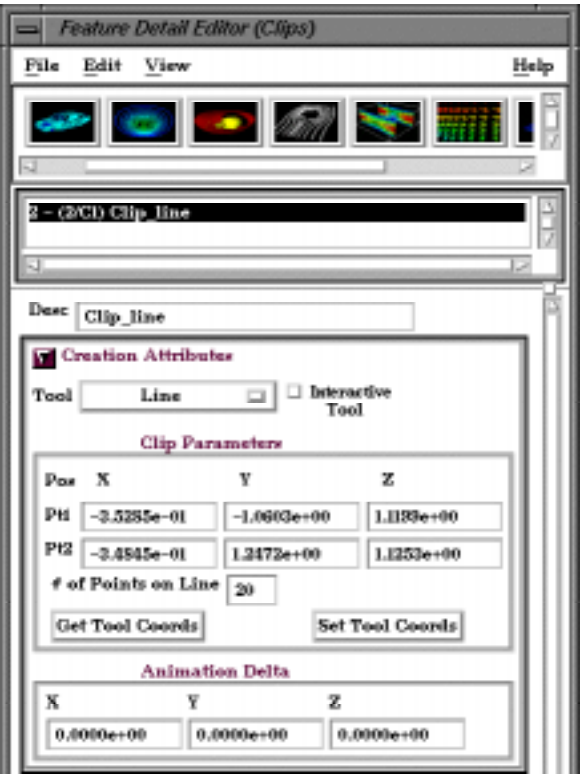 Feature Detail Editor (Clips)
File Edit View Help
2 - (2/Cl) Clip_line
Desc Clip_line
Creation Attributes
Tool Line Interactive Tool
Clip Parameters
Pos X Y Z
Pt1 -3.5285e-01 -1.0603e+00 1.1193e+00
Pt2 -3.4845e-01 1.2472e+00 1.1253e+00
# of Points on Line 20
Get Tool Coords Set Tool Coords
Animation Delta
X Y Z
0.0000e+00 0.0000e+00 0.0000e+00